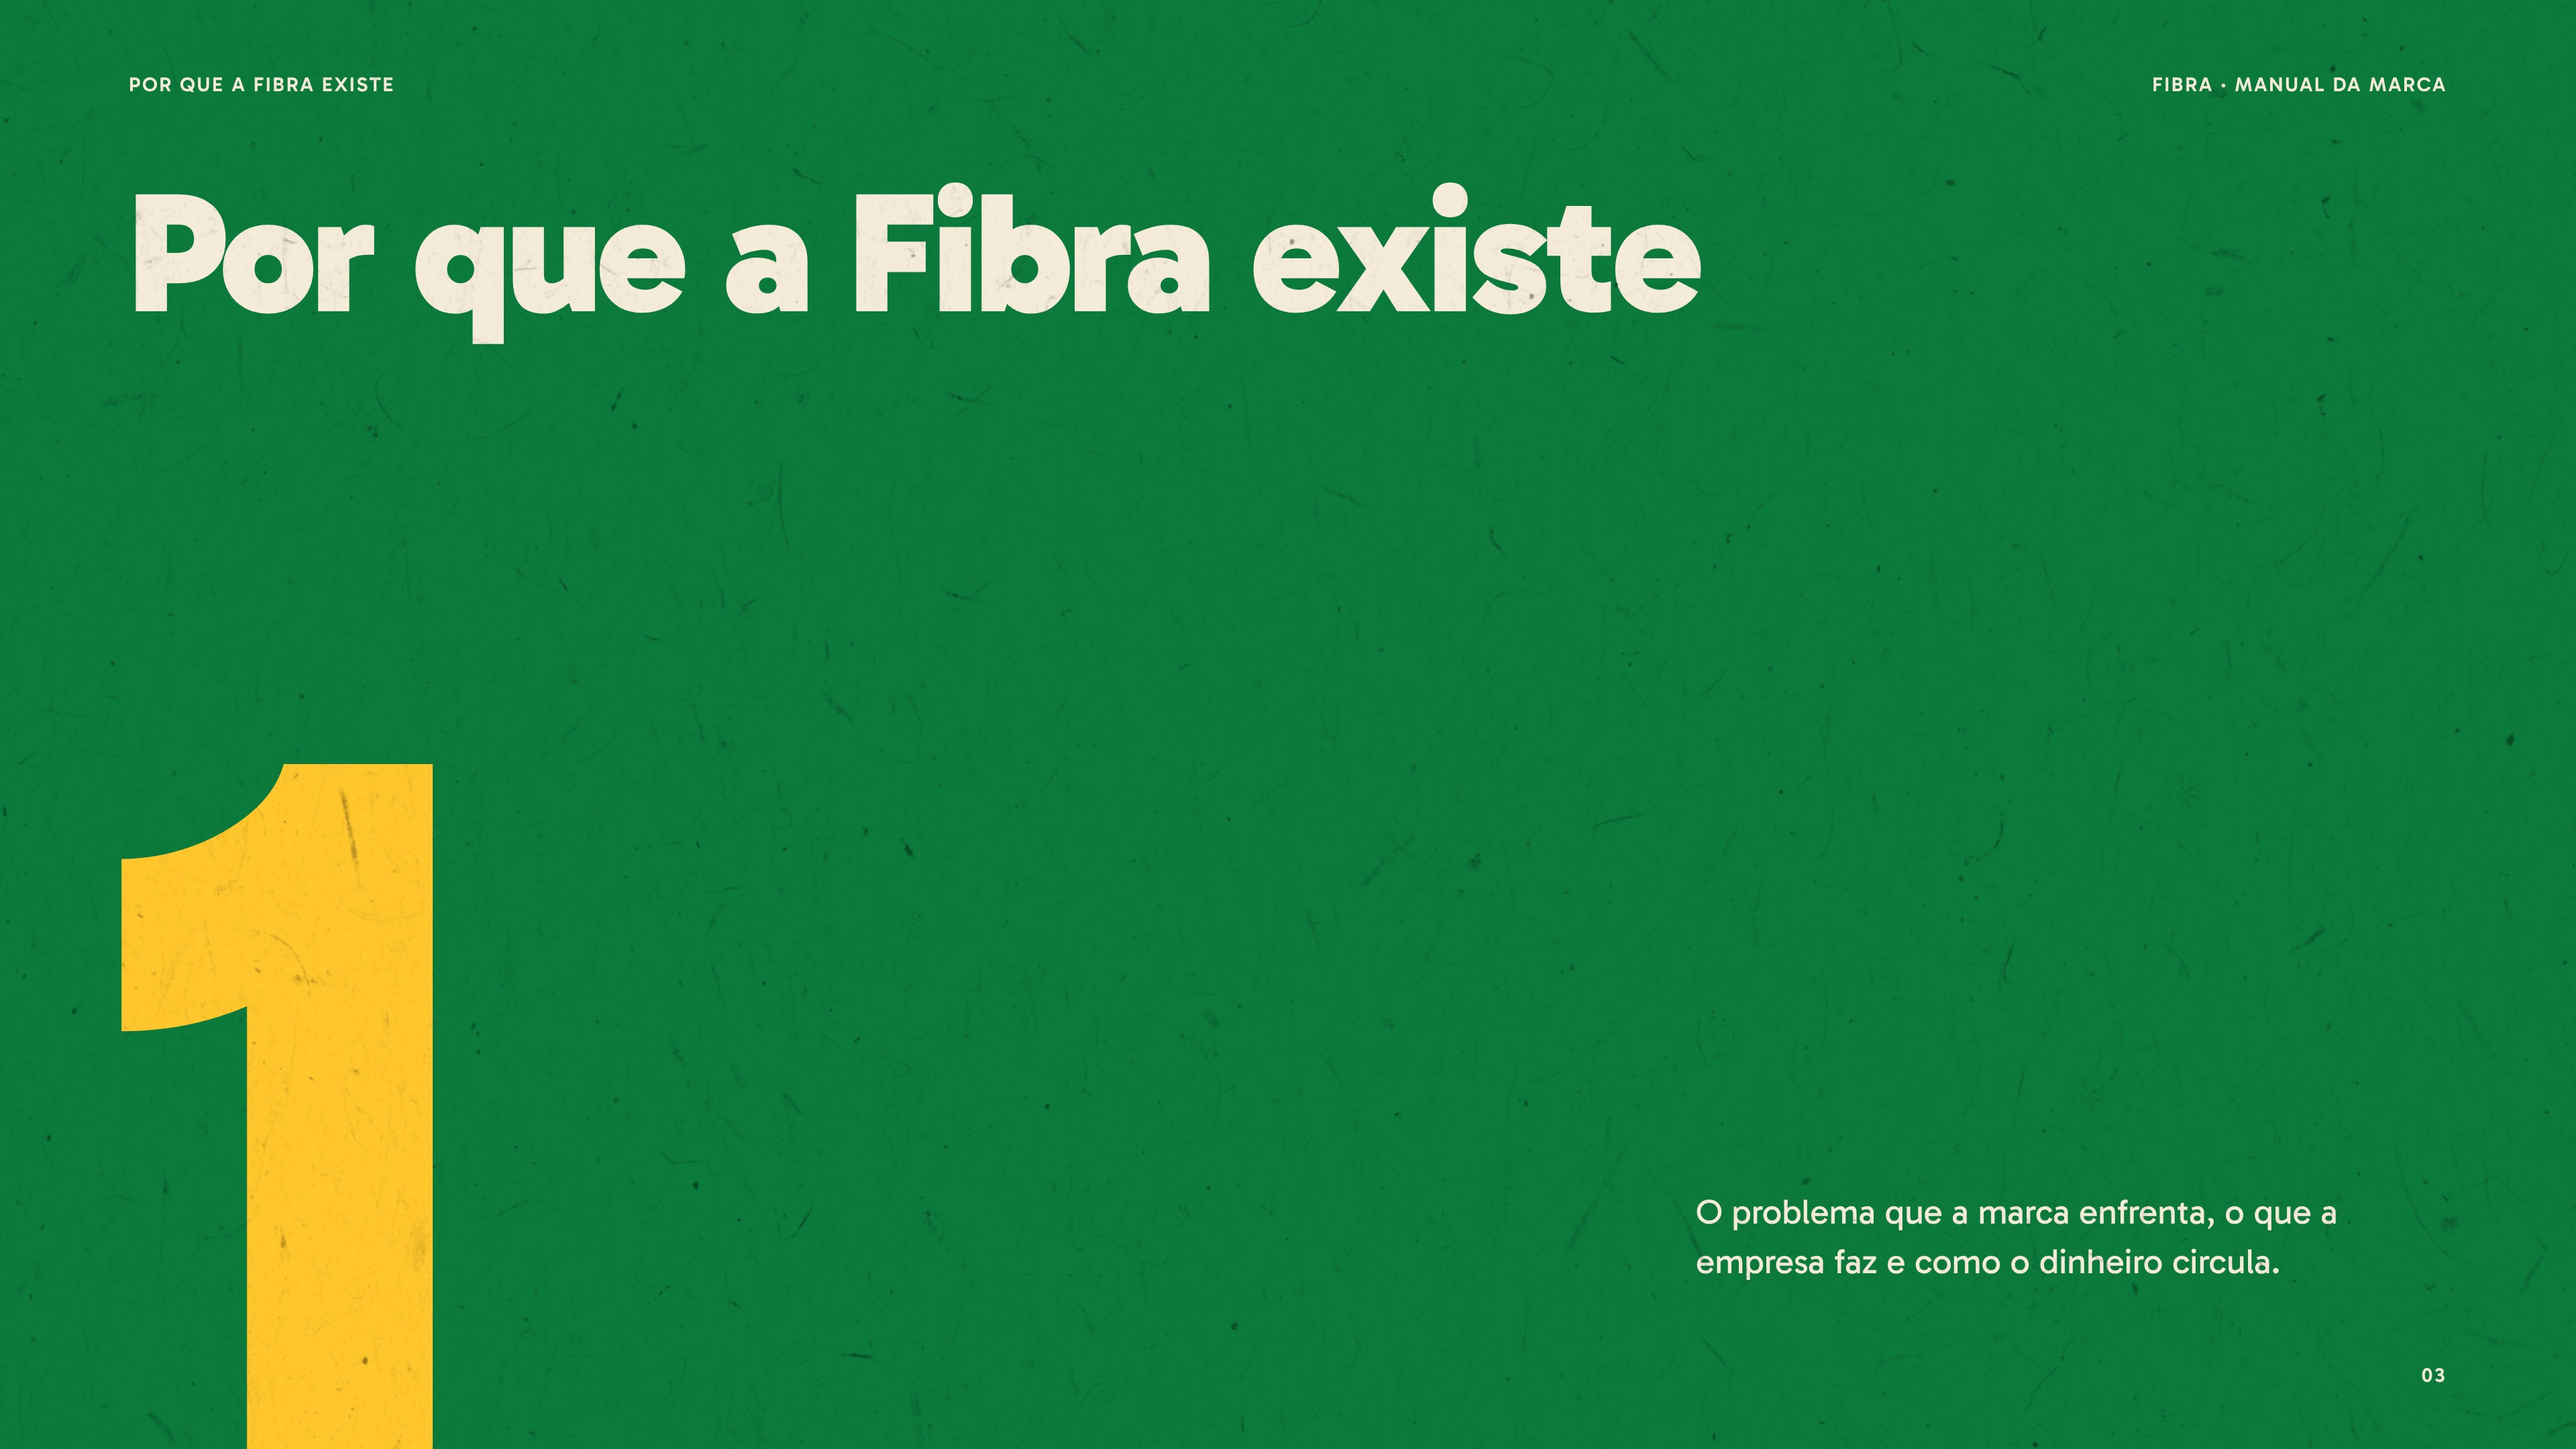 POR QUE A FIBRA EXISTE
FIBRA · MANUAL DA MARCA
Por que a Fibra existe
1
O problema que a marca enfrenta, o que a
empresa faz e como o dinheiro circula.
03